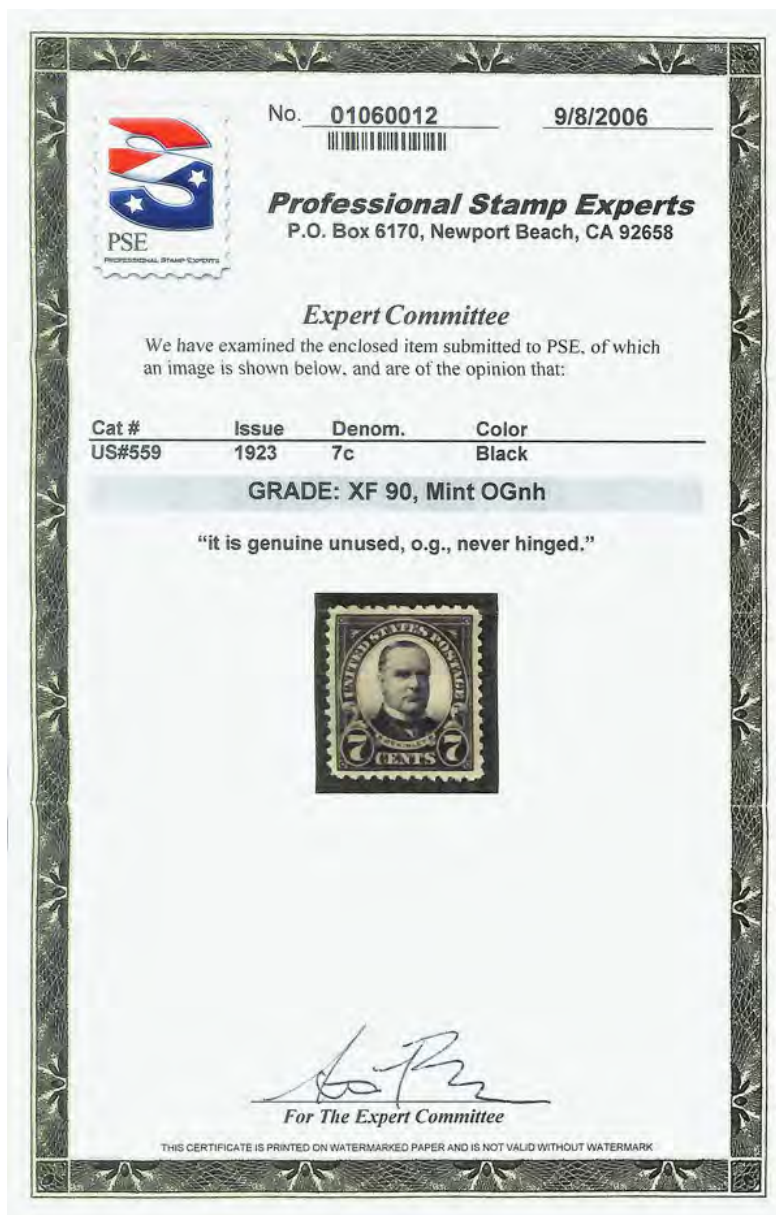 No. 01060012 9/8/2006
PSE
PROFESSIONAL STAMP EXPERTS
Professional Stamp Experts
P.O. Box 6170, Newport Beach, CA 92658
Expert Committee
We have examined the enclosed item submitted to PSE, of which
an image is shown below, and are of the opinion that:
Cat # Issue Denom. Color
US#559 1923 7c Black
GRADE: XF 90, Mint OGnh
“it is genuine unused, o.g., never hinged.”
UNITED STATES POSTAGE
MCKINLEY
7 CENTS 7
For The Expert Committee
THIS CERTIFICATE IS PRINTED ON WATERMARKED PAPER AND IS NOT VALID WITHOUT WATERMARK